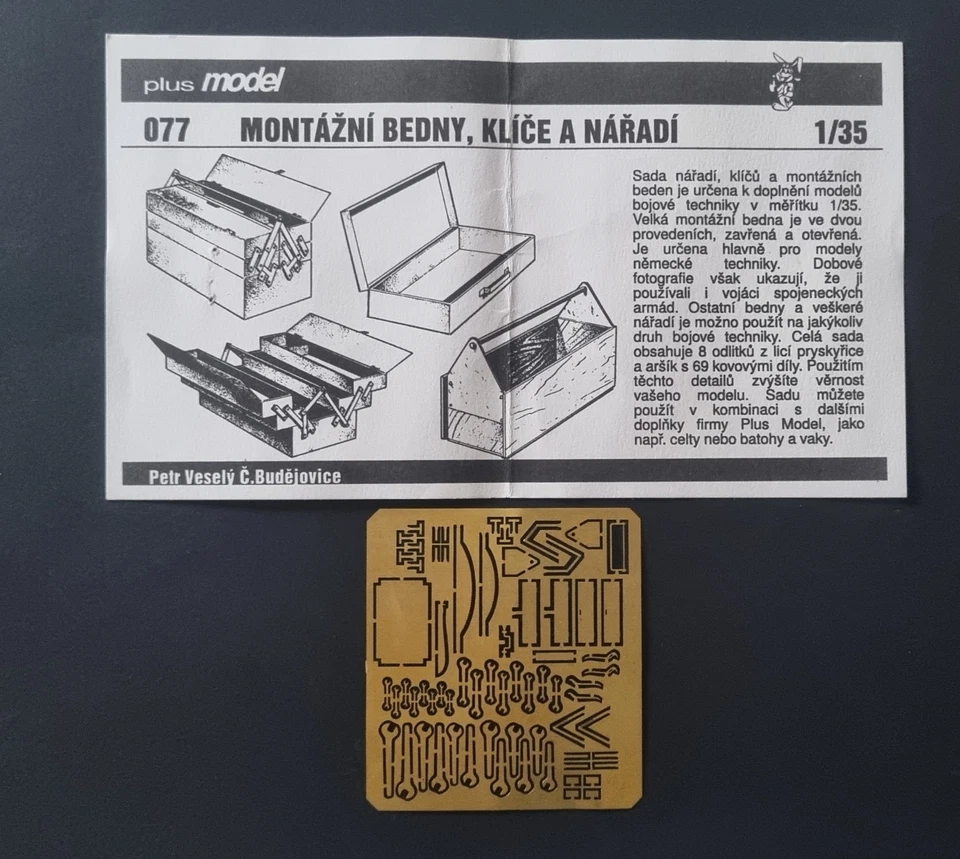 plus model
077 MONTÁŽNÍ BEDNY, KLÍČE A NÁŘADÍ 1/35
Sada nářadí, klíčů a montážních
beden je určena k doplnění modelů
bojové techniky v měřítku 1/35.
Velká montážní bedna je ve dvou
provedeních, zavřená a otevřená.
Je určena hlavně pro modely
německé techniky. Dobové
fotografie však ukazují, že ji
používali i vojáci spojeneckých
armád. Ostatní bedny a veškeré
nářadí je možno použít na jakýkoliv
druh bojové techniky. Celá sada
obsahuje 8 odlitků z licí pryskyřice
a aršík s 69 kovovými díly. Použitím
těchto detailů zvýšíte věrnost
vašeho modelu. Sadu můžete
použít v kombinaci s dalšími
doplňky firmy Plus Model, jako
např. celty nebo batohy a vaky.
Petr Veselý Č.Budějovice